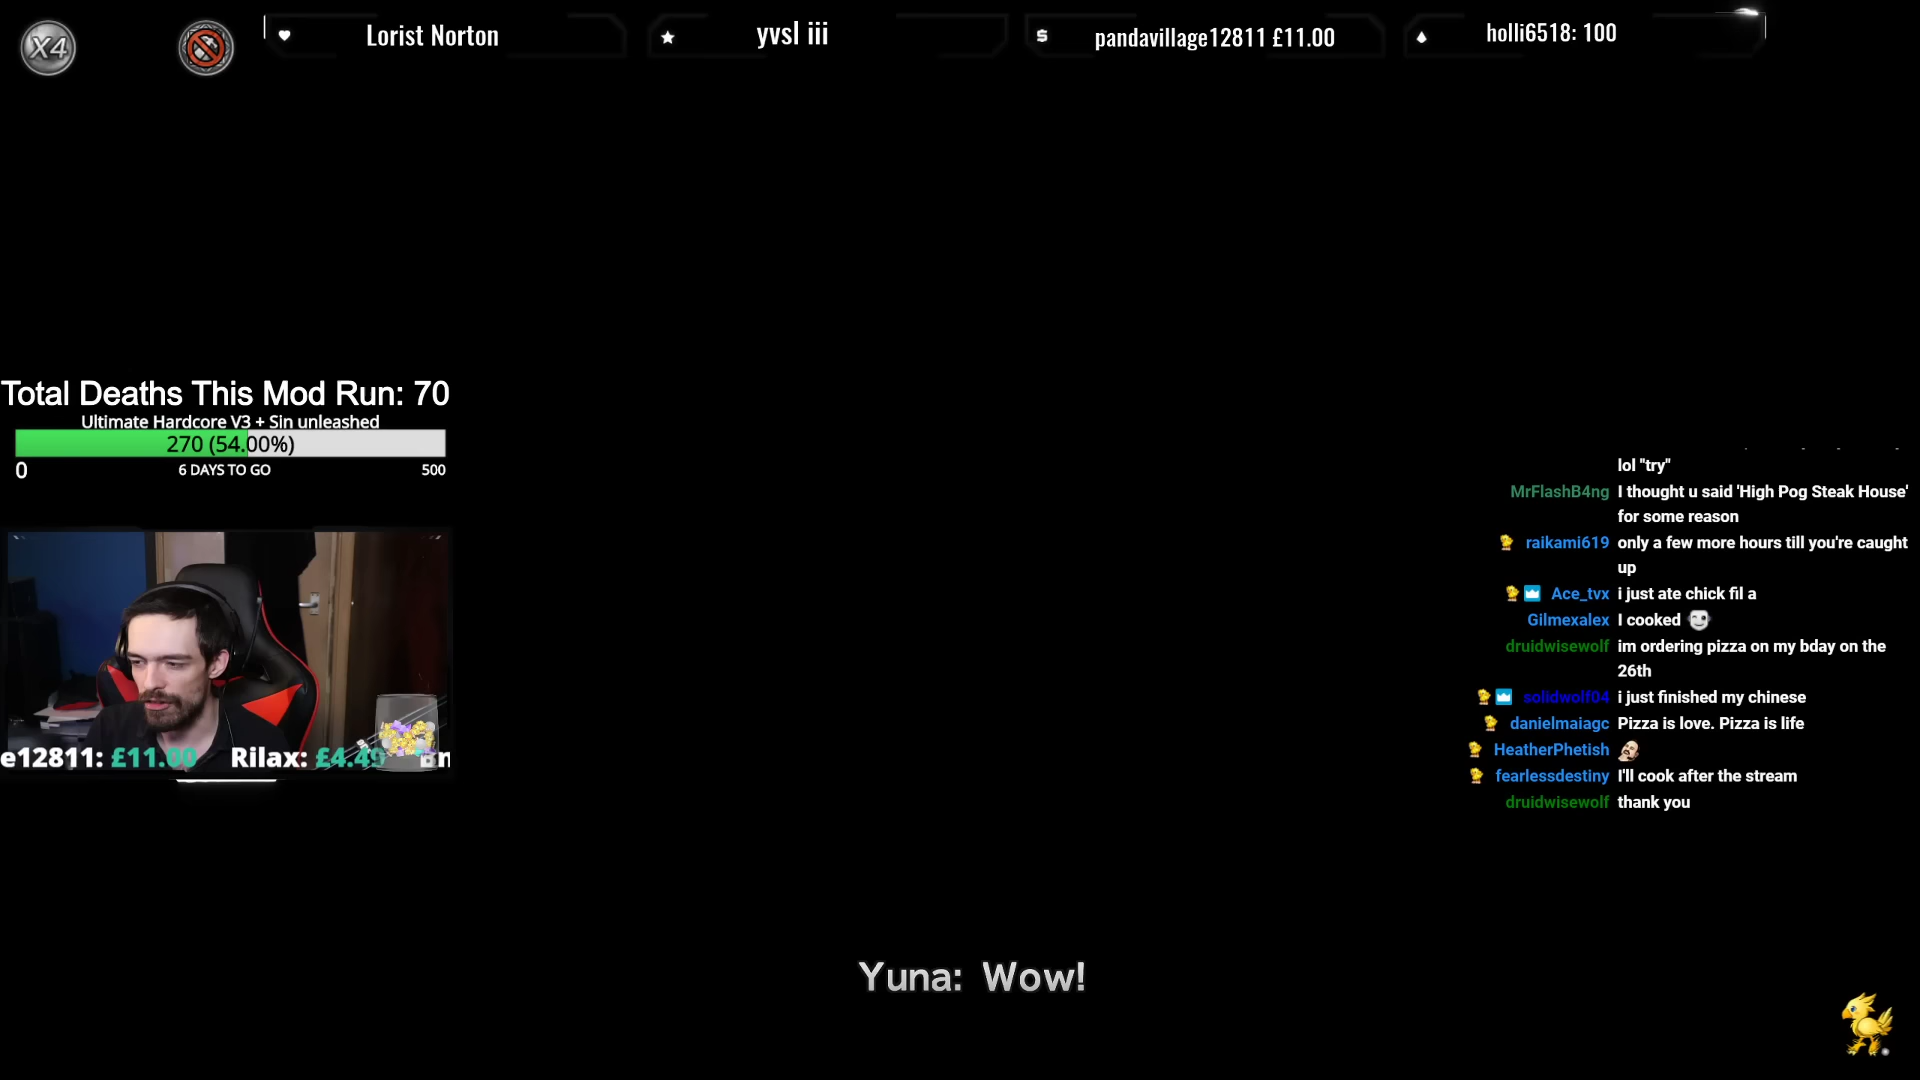 X4
Lorist Norton
yvsl iii
pandavillage12811 £11.00
holli6518: 100
Total Deaths This Mod Run: 70
Ultimate Hardcore V3 + Sin unleashed
270 (54.00%)
0
6 DAYS TO GO
500
e12811: £11.00 Rilax: £4.49
lol "try"
MrFlashB4ng I thought u said 'High Pog Steak House'
for some reason
raikami619 only a few more hours till you're caught
up
Ace_tvx i just ate chick fil a
Gilmexalex I cooked
druidwisewolf im ordering pizza on my bday on the
26th
solidwolf04 i just finished my chinese
danielmaiagc Pizza is love. Pizza is life
HeatherPhetish
fearlessdestiny I'll cook after the stream
druidwisewolf thank you
Yuna: Wow!